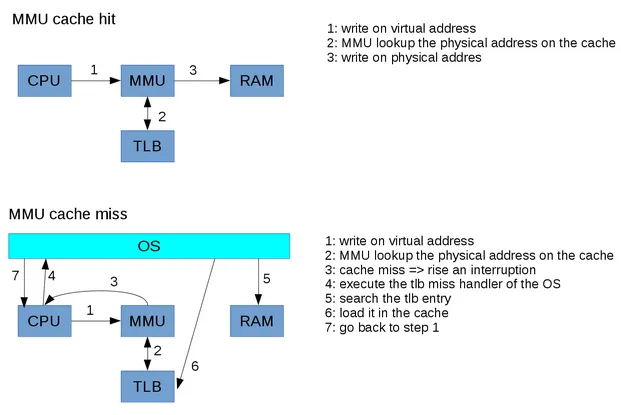 MMU cache hit
1: write on virtual address
2: MMU lookup the physical address on the cache
3: write on physical addres
CPU
1
MMU
3
RAM
2
TLB
MMU cache miss
OS
1: write on virtual address
2: MMU lookup the physical address on the cache
3: cache miss => rise an interruption
4: execute the tlb miss handler of the OS
5: search the tlb entry
6: load it in the cache
7: go back to step 1
7
4
3
5
CPU
1
MMU
RAM
2
6
TLB